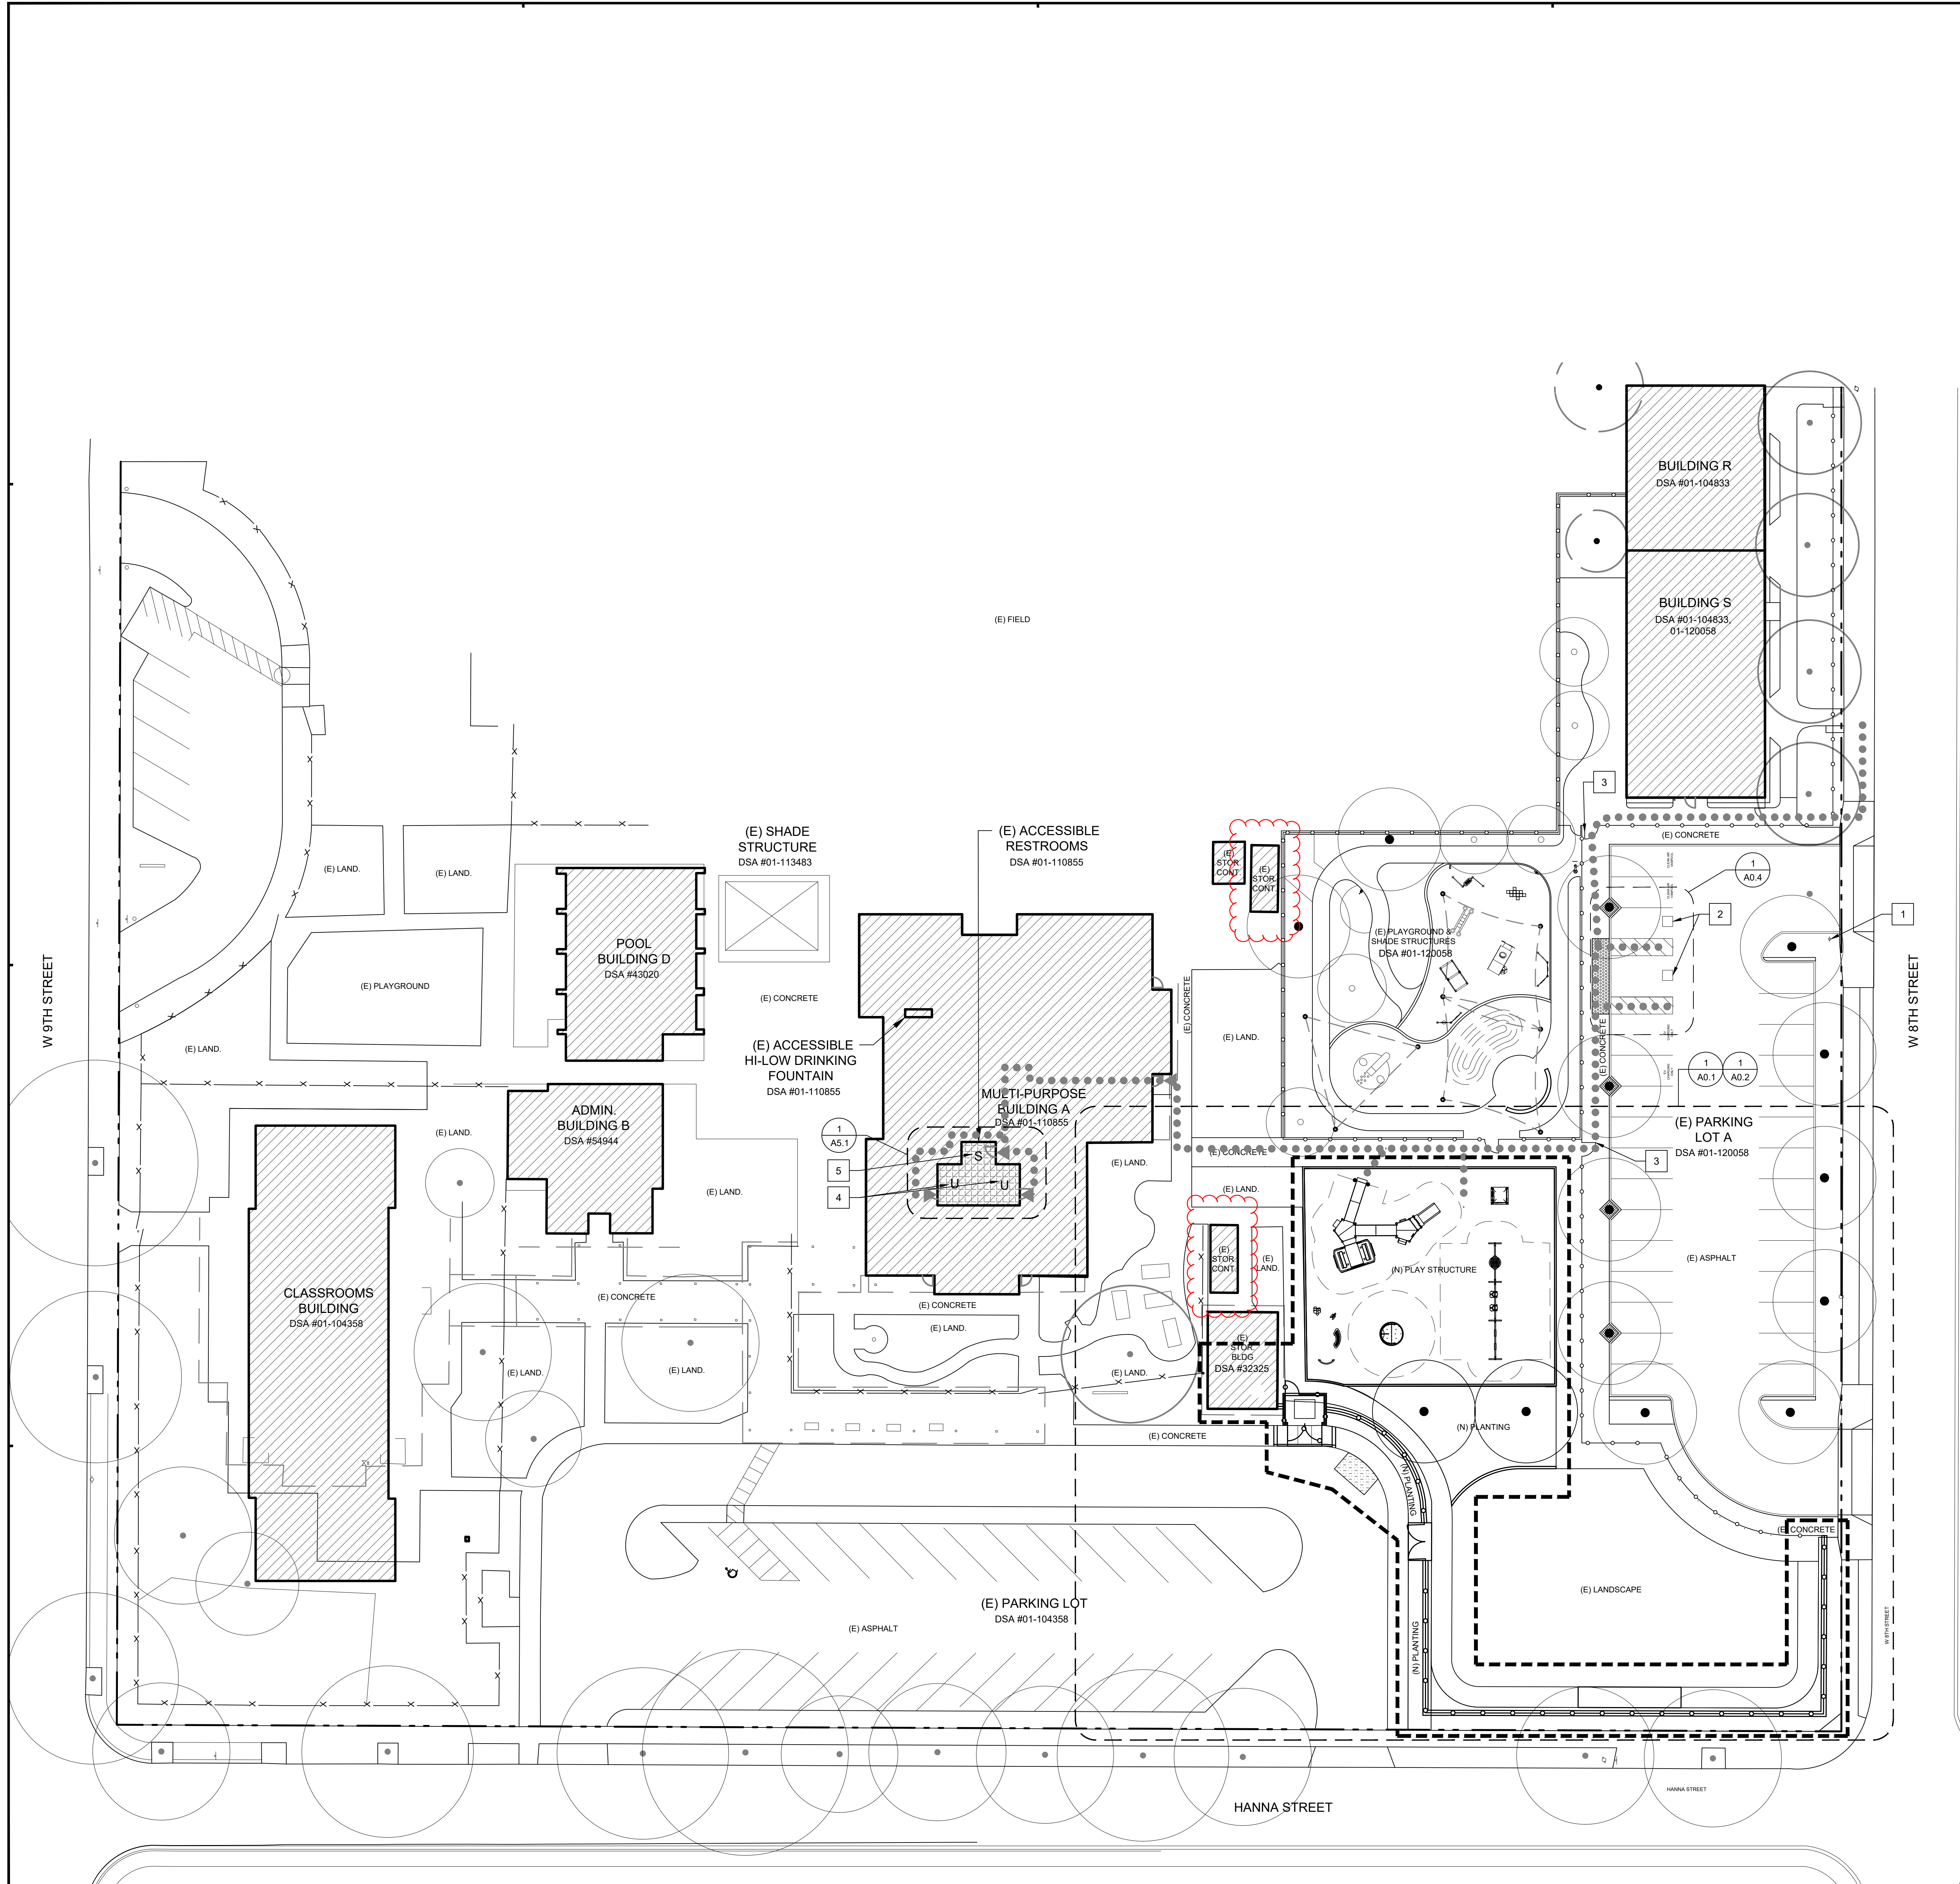 BUILDING R
DSA #01-104833
BUILDING S
DSA #01-104833,
01-120058
(E) FIELD
3
(E) SHADE
STRUCTURE
DSA #01-113483
(E) ACCESSIBLE
RESTROOMS
DSA #01-110855
(E) CONCRETE
(E)
STOR.
CONT.
(E)
STOR.
CONT.
(E) LAND.
(E) LAND.
1
A0.4
2
1
POOL
BUILDING D
DSA #43020
(E) PLAYGROUND &
SHADE STRUCTURES
DSA #01-120058
W 9TH STREET
(E) PLAYGROUND
(E) CONCRETE
(E) CONCRETE
W 8TH STREET
(E) LAND.
(E) LAND.
(E) ACCESSIBLE
HI-LOW DRINKING
FOUNTAIN
DSA #01-110855
(E) CONCRETE
1
A0.1
1
A0.2
MULTI-PURPOSE
BUILDING A
DSA #01-110855
ADMIN.
BUILDING B
DSA #54944
(E) LAND.
1
A5.1
(E) PARKING
LOT A
DSA #01-120058
(E) CONCRETE
3
5
S
4
U
U
(E) LAND.
(E) LAND.
(E) LAND.
(E)
STOR.
CONT.
(E)
LAND.
(E) ASPHALT
(N) PLAY STRUCTURE
CLASSROOMS
BUILDING
DSA #01-104358
(E) CONCRETE
(E) CONCRETE
(E) LAND.
(E)
STOR.
BLDG
DSA #32325
(E) LAND.
(E) LAND.
(E) LAND.
(N) PLANTING
(E) CONCRETE
(N) PLANTING
(E) CONCRETE
(E) LANDSCAPE
(E) PARKING LOT
DSA #01-104358
(E) ASPHALT
(N) PLANTING
W 8TH STREET
HANNA STREET
HANNA STREET